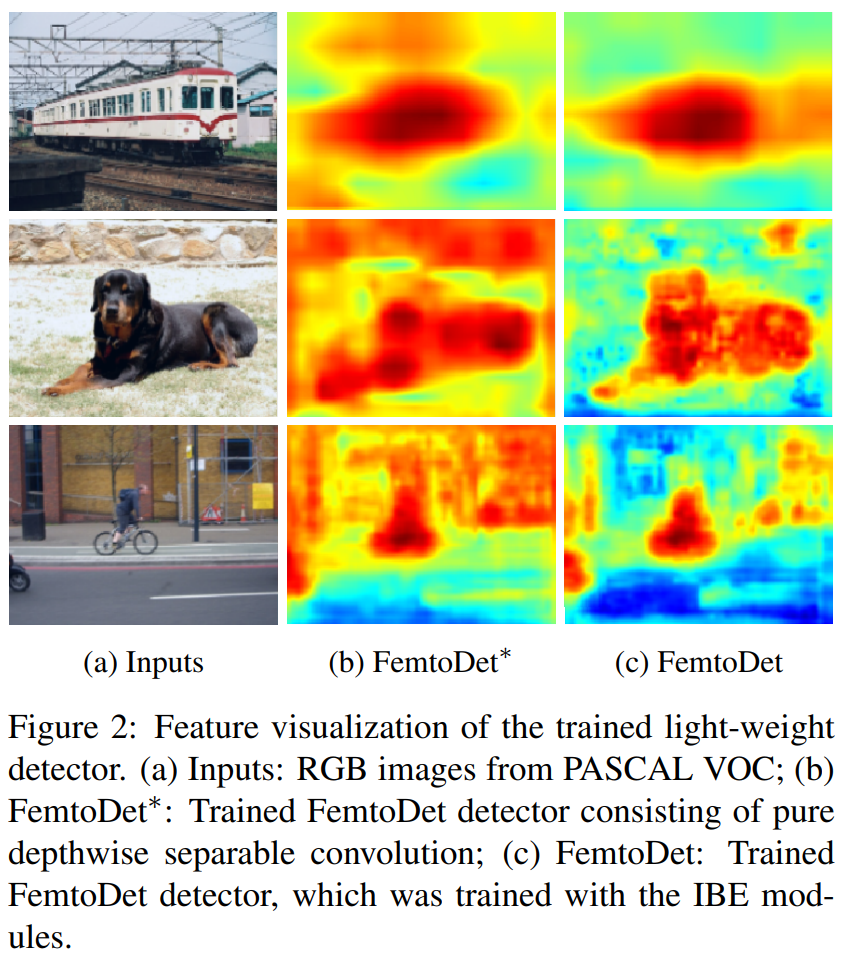 (a) Inputs
(b) FemtoDet*
(c) FemtoDet
Figure 2: Feature visualization of the trained light-weight
detector. (a) Inputs: RGB images from PASCAL VOC; (b)
FemtoDet*: Trained FemtoDet detector consisting of pure
depthwise separable convolution; (c) FemtoDet: Trained
FemtoDet detector, which was trained with the IBE mod-
ules.